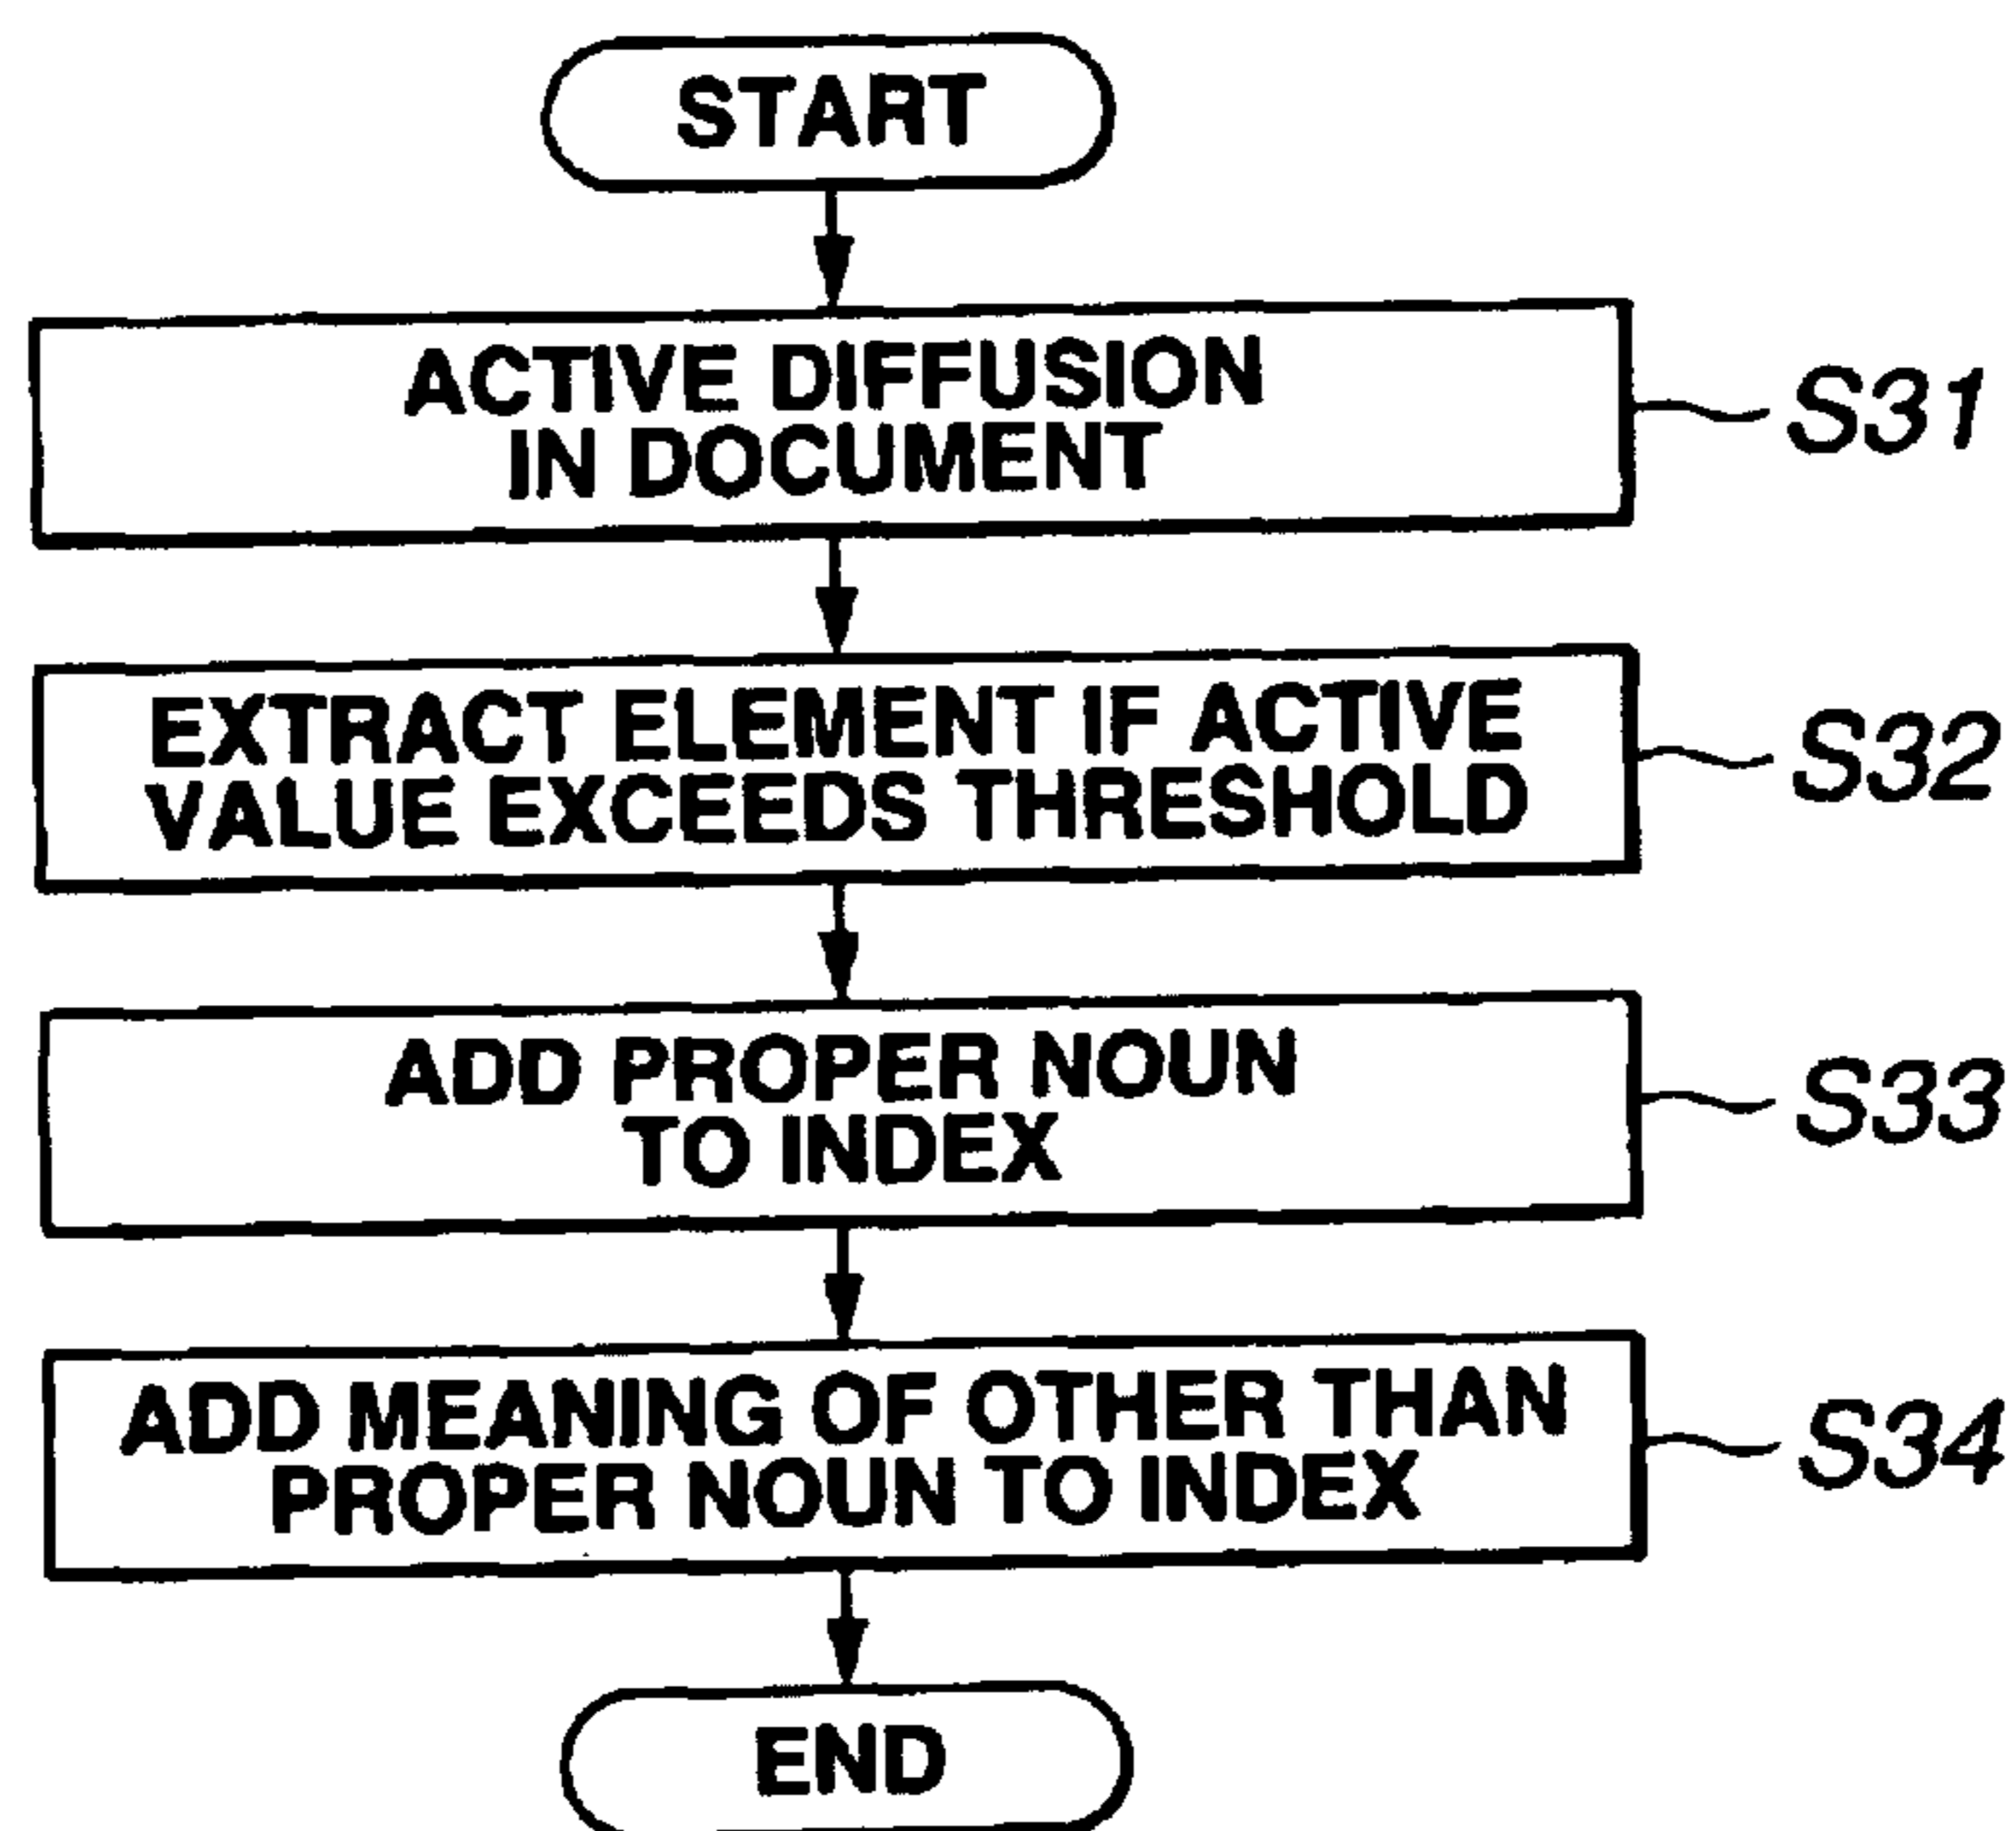 START
ACTIVE DIFFUSION
IN DOCUMENT
S31
EXTRACT ELEMENT IF ACTIVE
VALUE EXCEEDS THRESHOLD
S32
ADD PROPER NOUN
TO INDEX
S33
ADD MEANING OF OTHER THAN
PROPER NOUN TO INDEX
S34
END